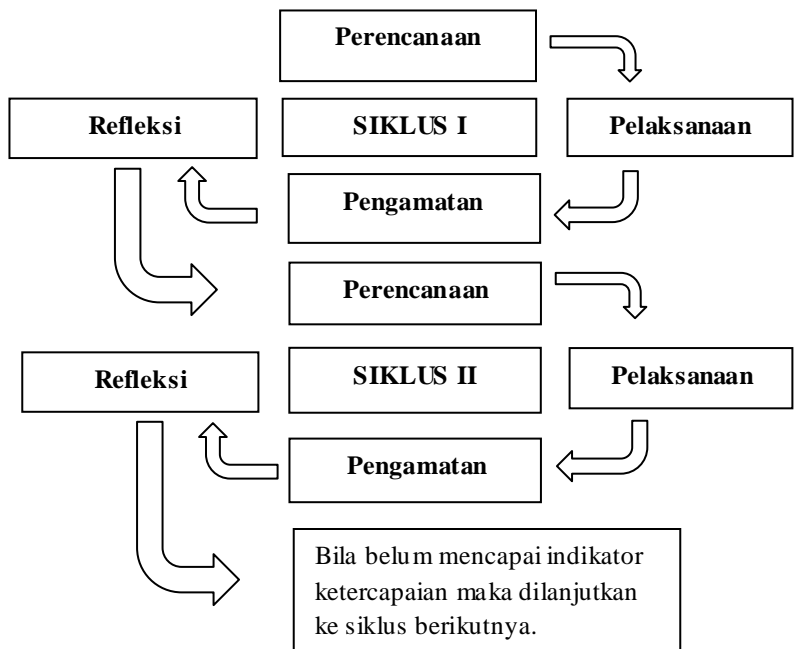 Perencanaan
Refleksi
SIKLUS I
Pelaksanaan
Pengamatan
Perencanaan
Refleksi
SIKLUS II
Pelaksanaan
Pengamatan
Bila belum mencapai indikator
ketercapaian maka dilanjutkan
ke siklus berikutnya.